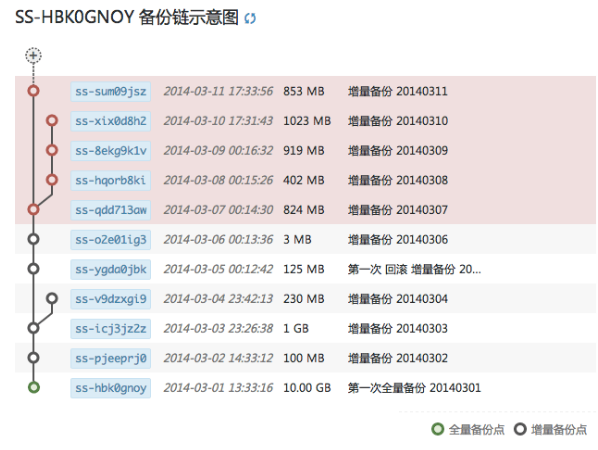 SS-HBK0GNOY 备份链示意图
ss-sum09jsz 2014-03-11 17:33:56 853 MB 增量备份 20140311
ss-xix0d8h2 2014-03-10 17:31:43 1023 MB 增量备份 20140310
ss-8ekg9k1v 2014-03-09 00:16:32 919 MB 增量备份 20140309
ss-hqorb8ki 2014-03-08 00:15:26 402 MB 增量备份 20140308
ss-qdd713aw 2014-03-07 00:14:30 824 MB 增量备份 20140307
ss-o2e01ig3 2014-03-06 00:13:36 3 MB 增量备份 20140306
ss-ygda0jbk 2014-03-05 00:12:42 125 MB 第一次 回滚 增量备份 20...
ss-v9dzxgi9 2014-03-04 23:42:13 230 MB 增量备份 20140304
ss-icj3jz2z 2014-03-03 23:26:38 1 GB 增量备份 20140303
ss-pjeeprj0 2014-03-02 14:33:12 100 MB 增量备份 20140302
ss-hbk0gnoy 2014-03-01 13:33:16 10.00 GB 第一次全量备份 20140301
全量备份点 增量备份点